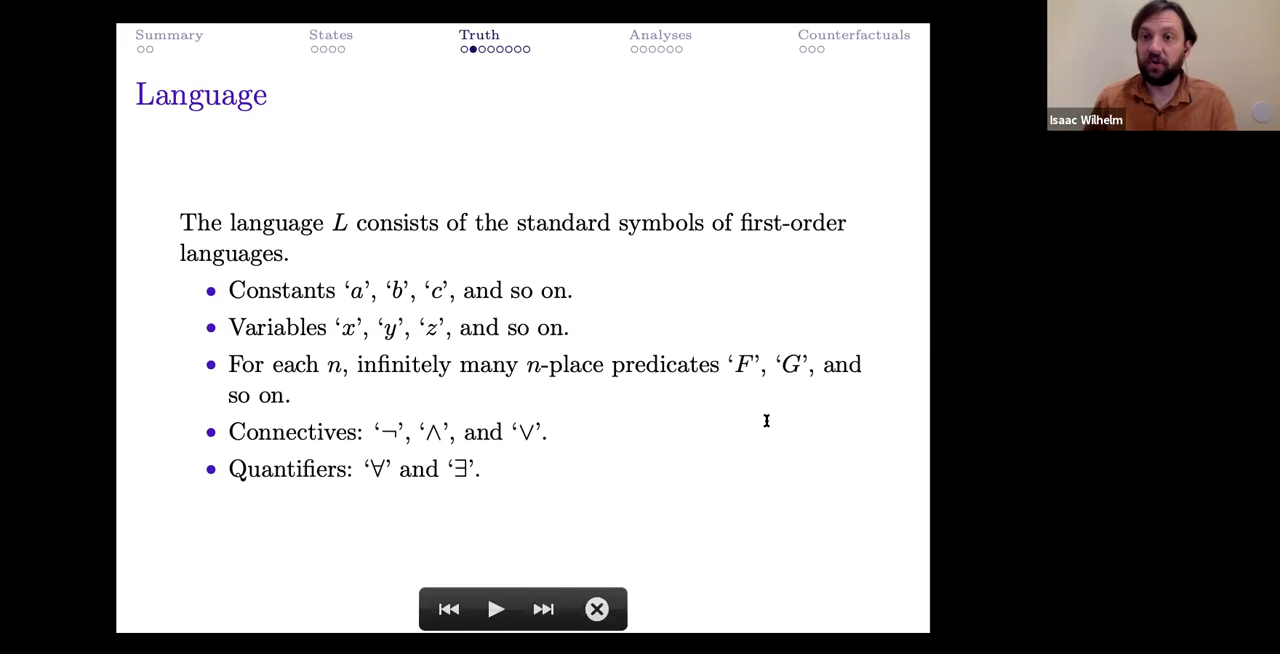 Summary States Truth Analyses Counterfactuals
Language
The language L consists of the standard symbols of first-order
languages.
• Constants ‘a’, ‘b’, ‘c’, and so on.
• Variables ‘x’, ‘y’, ‘z’, and so on.
• For each n, infinitely many n-place predicates ‘F’, ‘G’, and
so on.
• Connectives: ‘¬’, ‘∧’, and ‘∨’.
• Quantifiers: ‘∀’ and ‘∃’.
Isaac Wilhelm